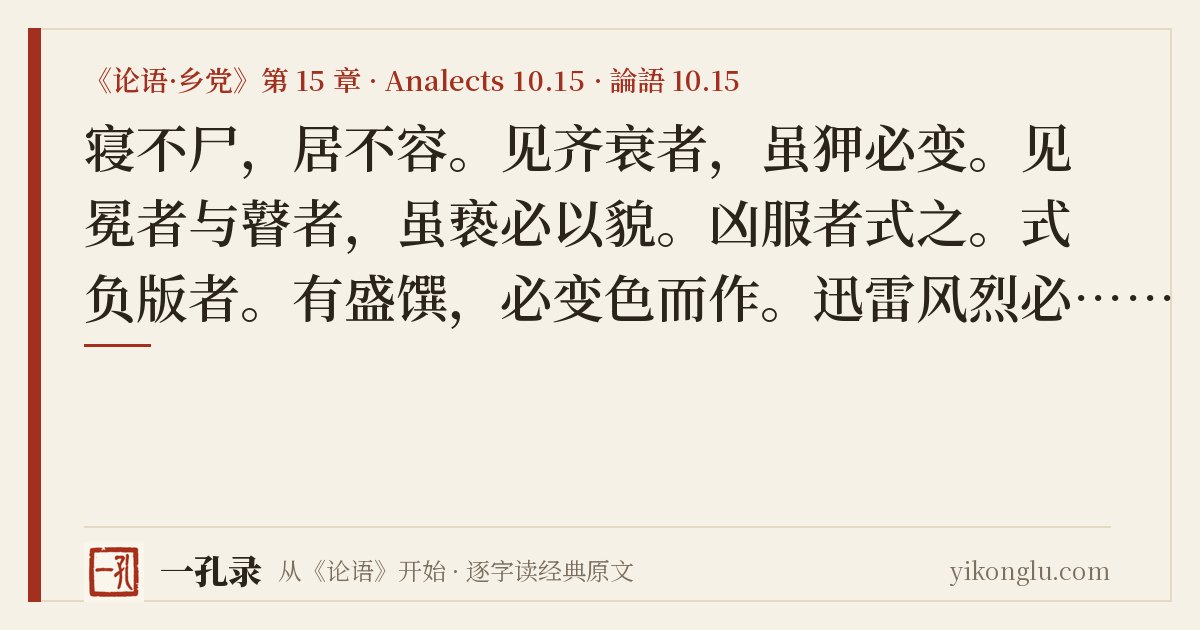 《论语·乡党》第 15 章 · Analects 10.15 · 論語 10.15
寝不尸，居不容。见齐衰者，虽狎必变。见
冕者与瞽者，虽亵必以貌。凶服者式之。式
负版者。有盛馔，必变色而作。迅雷风烈必……
一孔
一孔录 从《论语》开始 · 逐字读经典原文 yikonglu.com